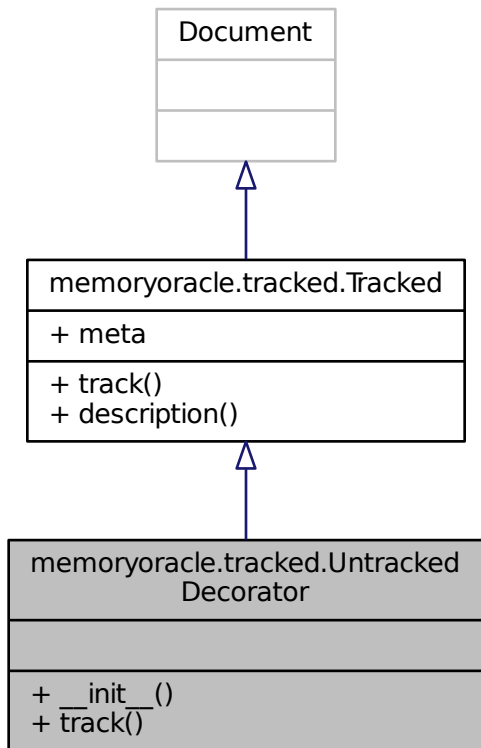 Document
memoryoracle.tracked.Tracked
+ meta
+ track()
+ description()
memoryoracle.tracked.Untracked
Decorator
+ __init__()
+ track()